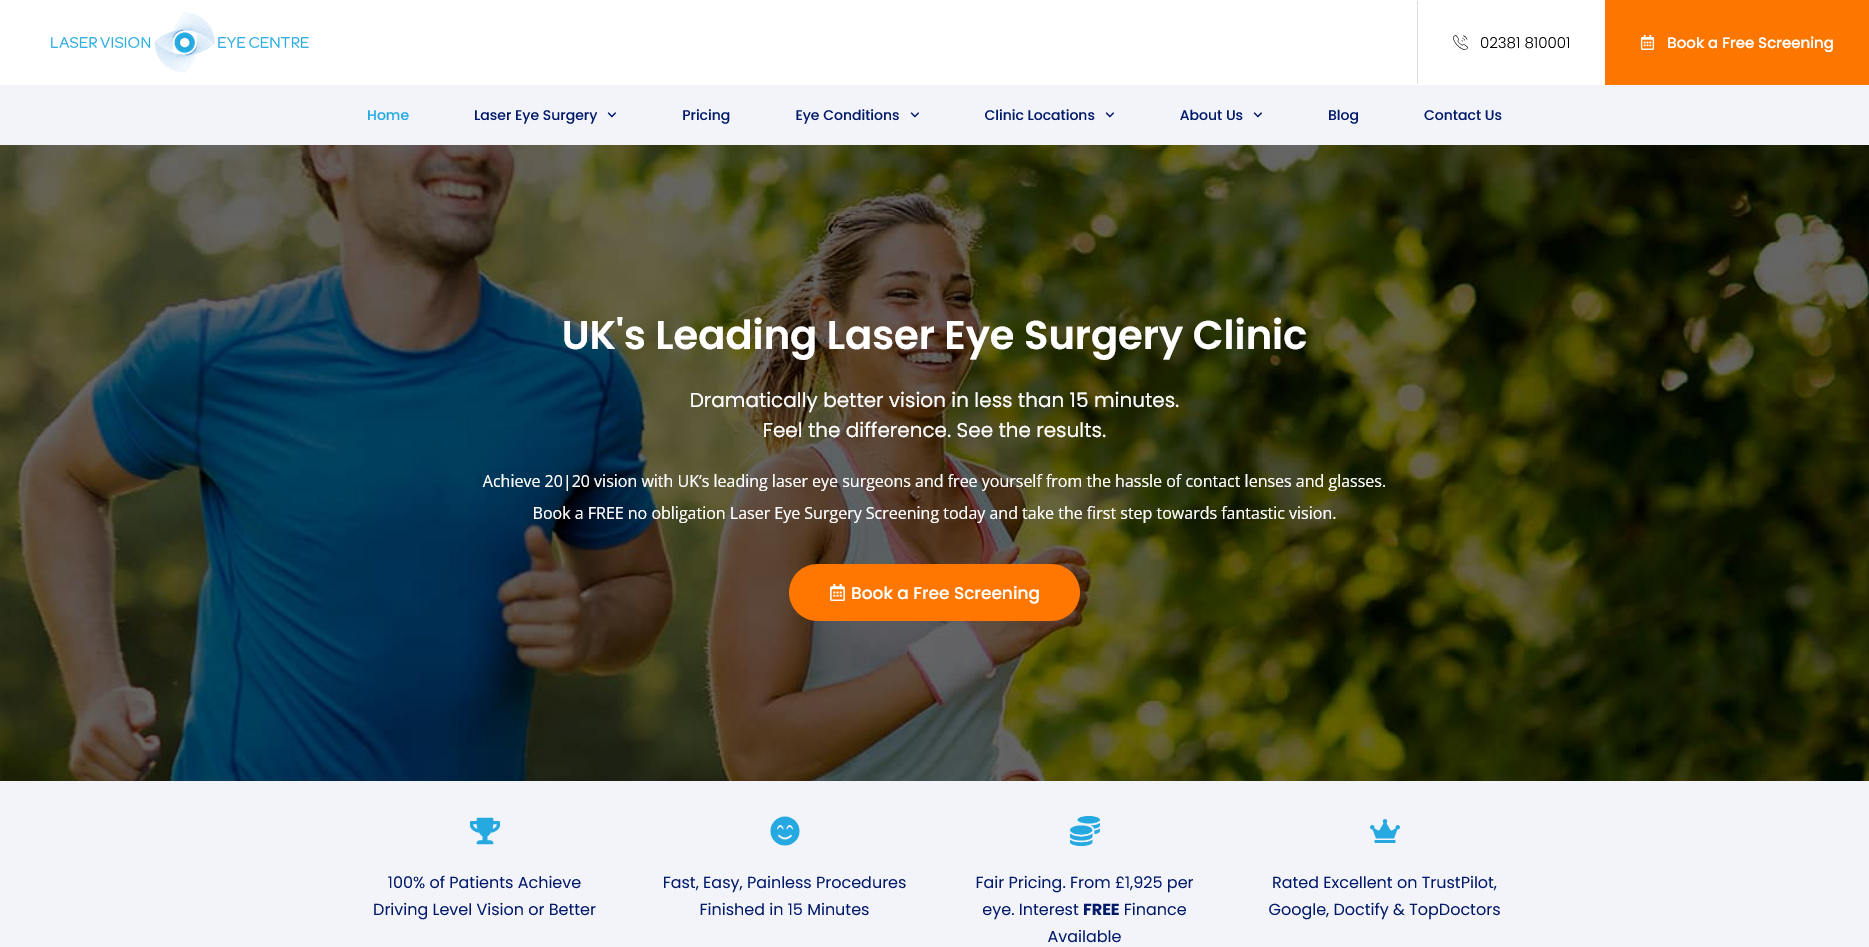 LASER VISION EYE CENTRE
02381 810001
Book a Free Screening
Home
Laser Eye Surgery
Pricing
Eye Conditions
Clinic Locations
About Us
Blog
Contact Us
UK's Leading Laser Eye Surgery Clinic
Dramatically better vision in less than 15 minutes.
Feel the difference. See the results.
Achieve 20|20 vision with UK’s leading laser eye surgeons and free yourself from the hassle of contact lenses and glasses.
Book a FREE no obligation Laser Eye Surgery Screening today and take the first step towards fantastic vision.
Book a Free Screening
100% of Patients Achieve
Driving Level Vision or Better
Fast, Easy, Painless Procedures
Finished in 15 Minutes
Fair Pricing. From £1,925 per
eye. Interest FREE Finance
Available
Rated Excellent on TrustPilot,
Google, Doctify & TopDoctors